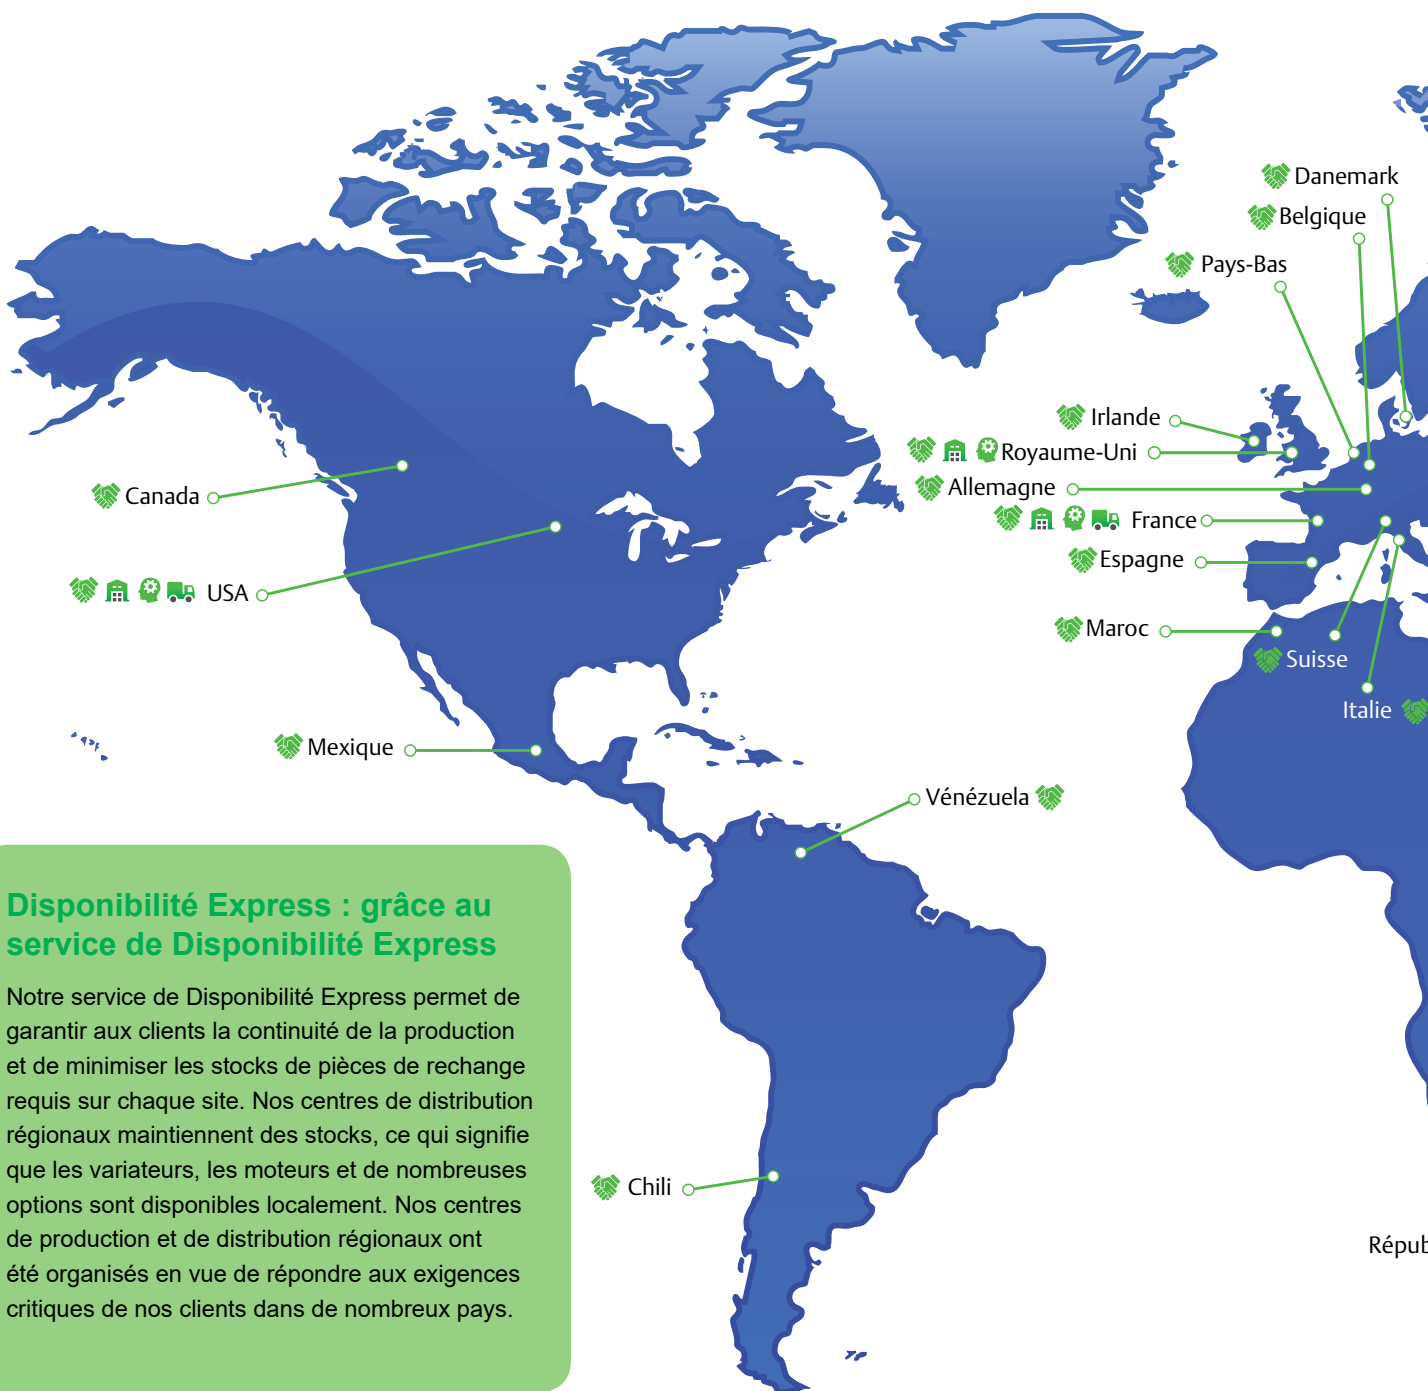 Danemark
Belgique
Pays-Bas
Irlande
Royaume-Uni
Allemagne
France
Espagne
Maroc
Suisse
Italie
Canada
USA
Mexique
Vénézuela
Chili
Répub
Disponibilité Express : grâce au
service de Disponibilité Express
Notre service de Disponibilité Express permet de
garantir aux clients la continuité de la production
et de minimiser les stocks de pièces de rechange
requis sur chaque site. Nos centres de distribution
régionaux maintiennent des stocks, ce qui signifie
que les variateurs, les moteurs et de nombreuses
options sont disponibles localement. Nos centres
de production et de distribution régionaux ont
été organisés en vue de répondre aux exigences
critiques de nos clients dans de nombreux pays.